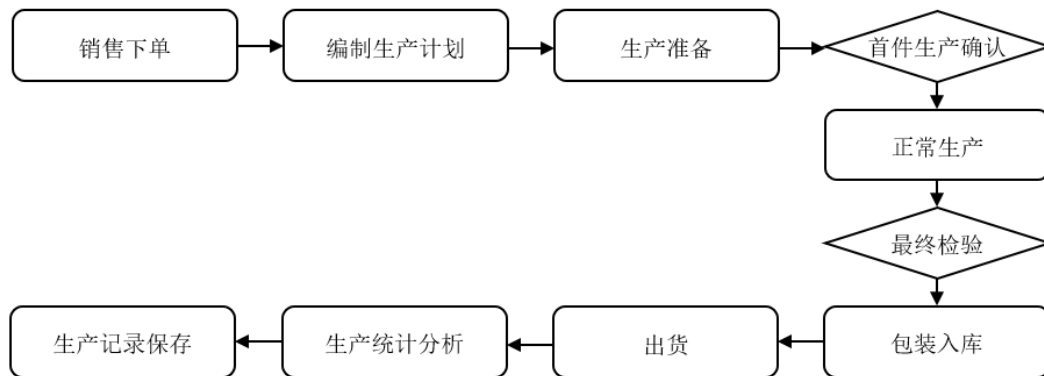 销售下单
编制生产计划
生产准备
首件生产确认
正常生产
最终检验
包装入库
出货
生产统计分析
生产记录保存